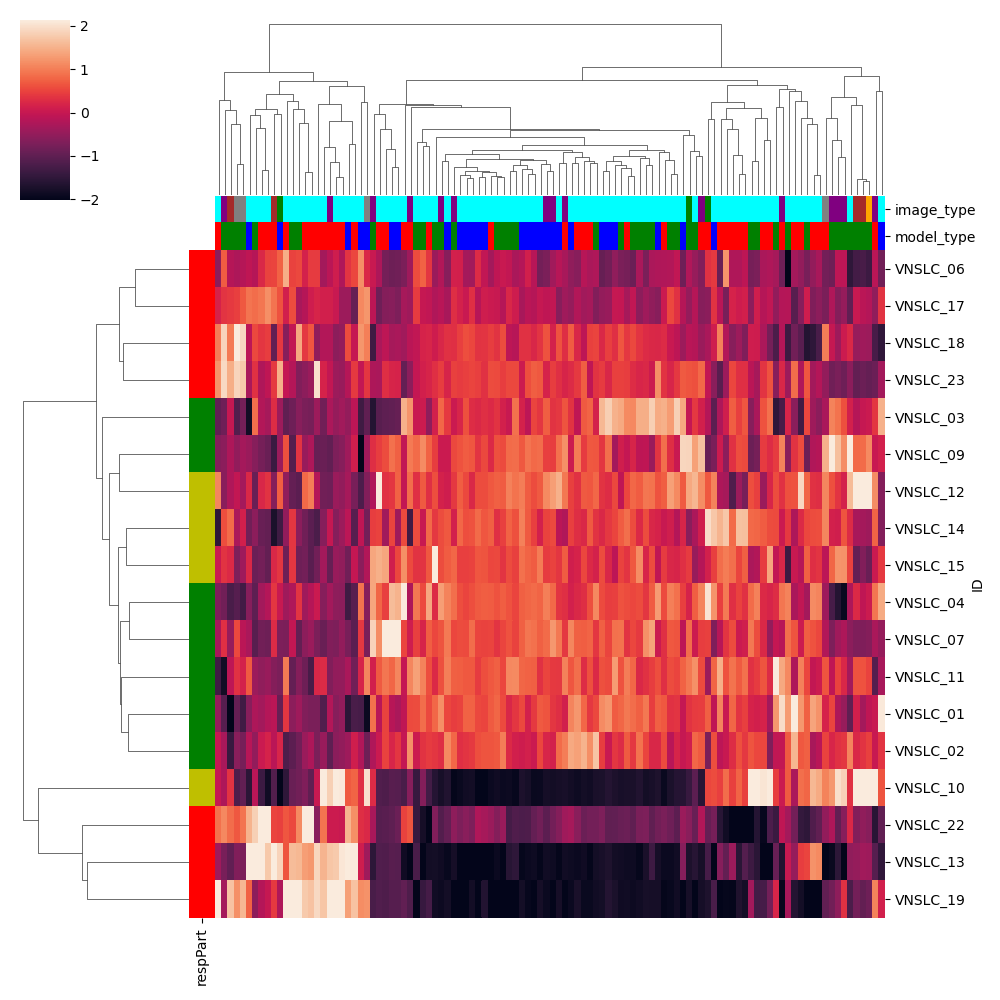 2
1
0
−1
−2
image_type
model_type
VNSLC_06
VNSLC_17
VNSLC_18
VNSLC_23
VNSLC_03
VNSLC_09
VNSLC_12
VNSLC_14
VNSLC_15
VNSLC_04
VNSLC_07
VNSLC_11
VNSLC_01
VNSLC_02
VNSLC_10
VNSLC_22
VNSLC_13
VNSLC_19
ID
respPart